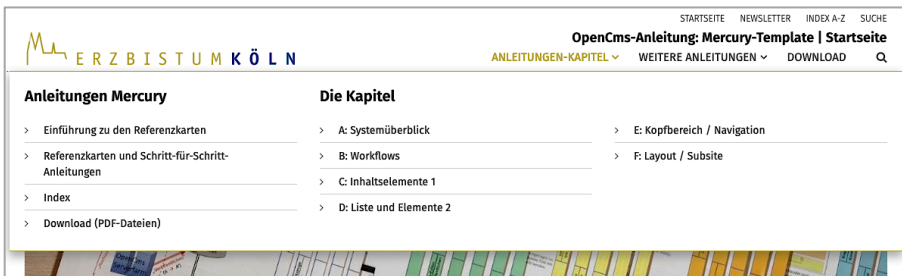 STARTSEITE NEWSLETTER INDEX A-Z SUCHE
OpenCms-Anleitung: Mercury-Template | Startseite
ERZBISTUM KÖLN
ANLEITUNGEN-KAPITEL WEITERE ANLEITUNGEN DOWNLOAD
Anleitungen Mercury
Einführung zu den Referenzkarten
Referenzkarten und Schritt-für-Schritt-
Anleitungen
Index
Download (PDF-Dateien)
Die Kapitel
A: Systemüberblick
B: Workflows
C: Inhaltselemente 1
D: Liste und Elemente 2
E: Kopfbereich / Navigation
F: Layout / Subsite